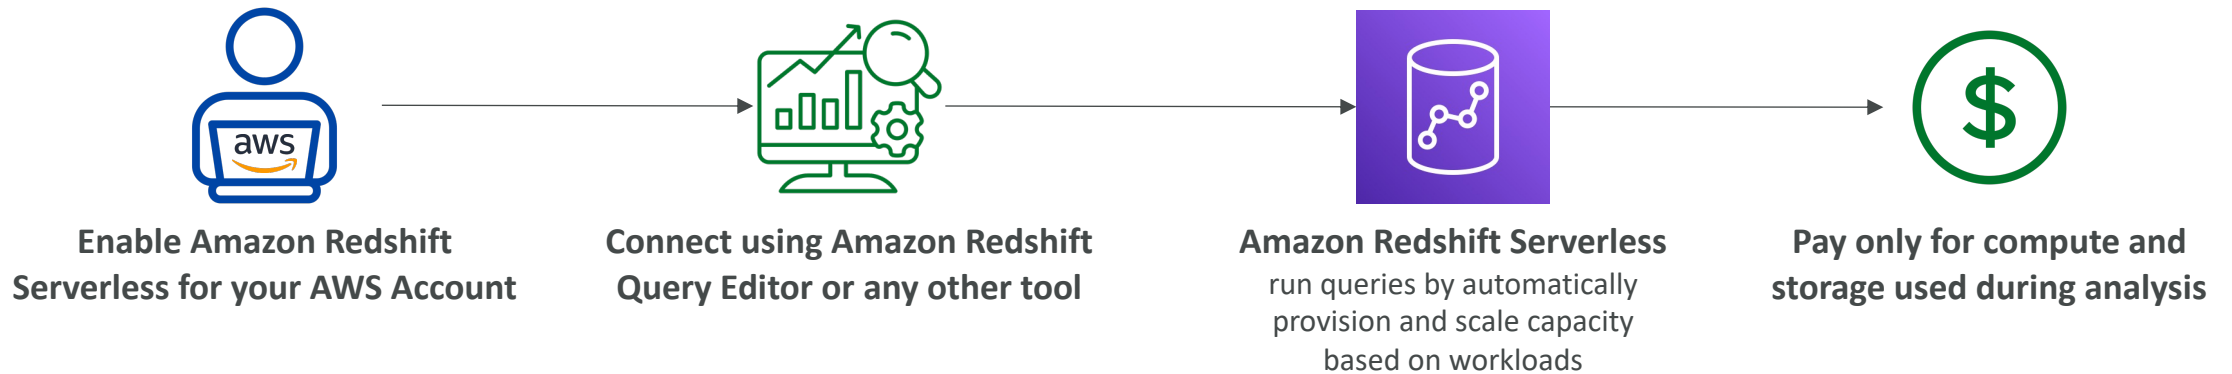 aws
Enable Amazon Redshift
Serverless for your AWS Account
Connect using Amazon Redshift
Query Editor or any other tool
Amazon Redshift Serverless
run queries by automatically
provision and scale capacity
based on workloads
$
Pay only for compute and
storage used during analysis